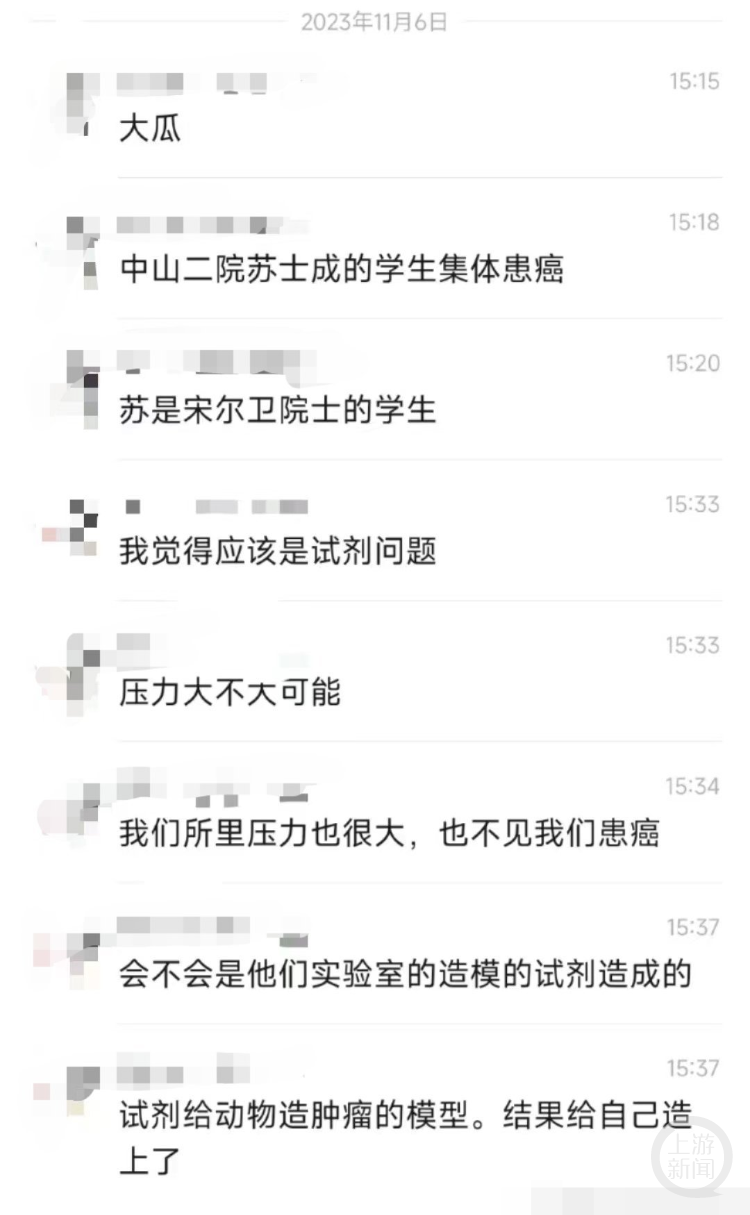 2023年11月6日
15:15
大瓜
15:18
中山二院苏士成的学生集体患癌
15:20
苏是宋尔卫院士的学生
15:33
我觉得应该是试剂问题
15:33
压力大不大可能
15:34
我们所里压力也很大，也不见我们患癌
15:37
会不会是他们实验室的造模的试剂造成的
15:37
试剂给动物造肿瘤的模型。结果给自己造
上了
上游
新闻